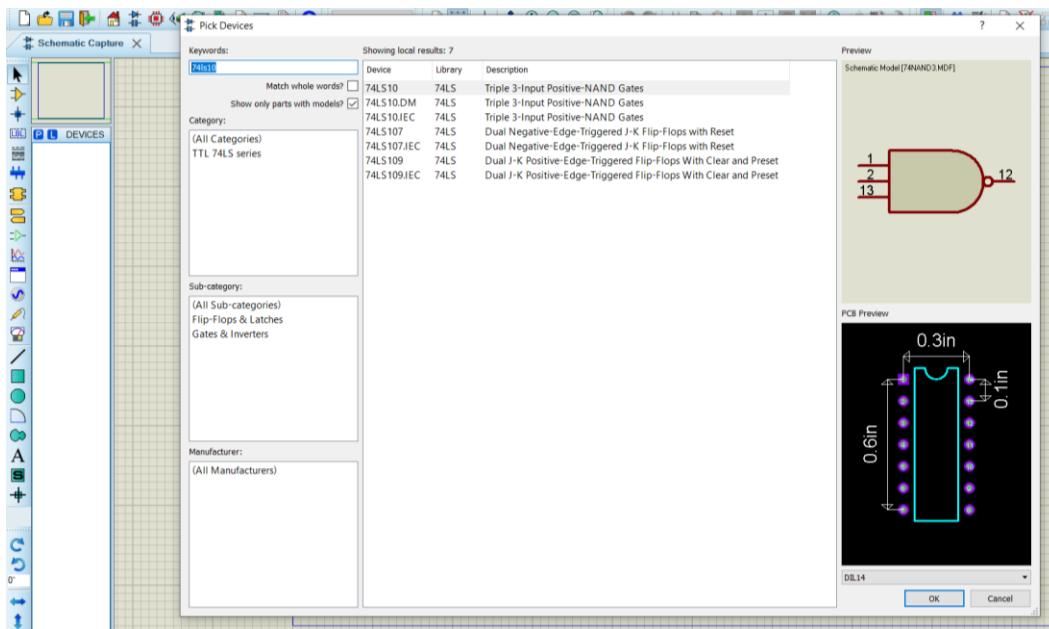 Pick Devices
? ×
Schematic Capture ×
Keywords:
74ls10
Match whole words?
Show only parts with models?
Category:
(All Categories)
TTL 74LS series
Sub-category:
(All Sub-categories)
Flip-Flops & Latches
Gates & Inverters
Manufacturer:
(All Manufacturers)
Showing local results: 7
Device Library Description
74LS10 74LS Triple 3-Input Positive-NAND Gates
74LS10.DM 74LS Triple 3-Input Positive-NAND Gates
74LS10.IEC 74LS Triple 3-Input Positive-NAND Gates
74LS107 74LS Dual Negative-Edge-Triggered J-K Flip-Flops with Reset
74LS107.IEC 74LS Dual Negative-Edge-Triggered J-K Flip-Flops with Reset
74LS109 74LS Dual J-K Positive-Edge-Triggered Flip-Flops With Clear and Preset
74LS109.IEC 74LS Dual J-K Positive-Edge-Triggered Flip-Flops With Clear and Preset
Preview
Schematic Model [74NAND3.MDF]
1
2
13
12
PCB Preview
0.3in
0.1in
0.6in
DIL14
OK Cancel
P L DEVICES
LBL
A
S
0°